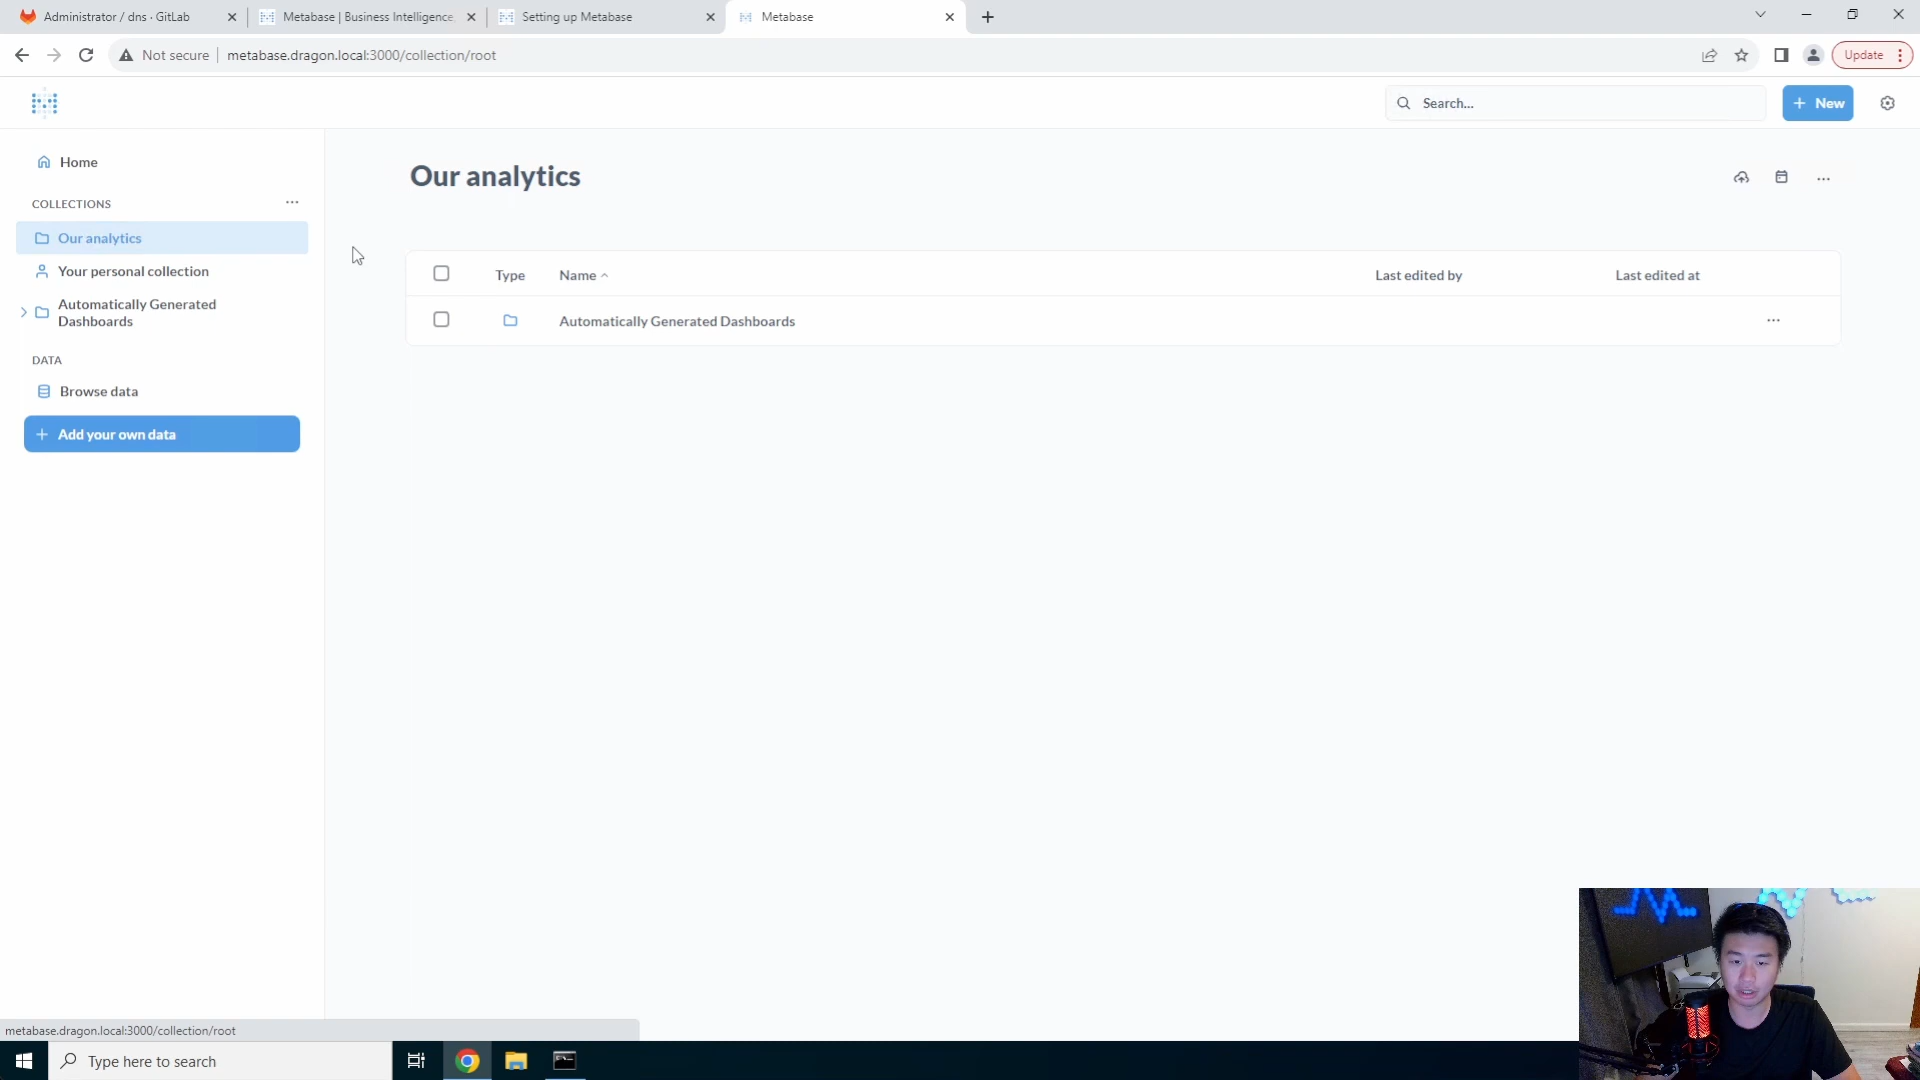 Administrator / dns · GitLab
Metabase | Business Intelligence,
Setting up Metabase
Metabase
Not secure
metabase.dragon.local:3000/collection/root
Update
Search...
New
Home
Our analytics
COLLECTIONS
Our analytics
Your personal collection
Automatically Generated
Dashboards
DATA
Browse data
Add your own data
Type
Name
Last edited by
Last edited at
Automatically Generated Dashboards
metabase.dragon.local:3000/collection/root
Type here to search